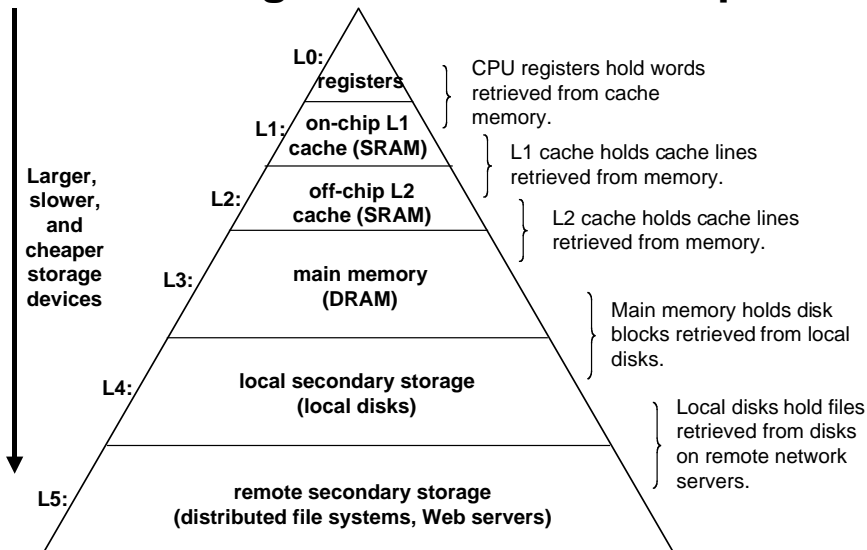 L0:
registers
CPU registers hold words
retrieved from cache
memory.
L1:
on-chip L1
cache (SRAM)
L1 cache holds cache lines
retrieved from memory.
Larger,
slower,
and
cheaper
storage
devices
L2:
off-chip L2
cache (SRAM)
L2 cache holds cache lines
retrieved from memory.
L3:
main memory
(DRAM)
Main memory holds disk
blocks retrieved from local
disks.
L4:
local secondary storage
(local disks)
Local disks hold files
retrieved from disks
on remote network
servers.
L5:
remote secondary storage
(distributed file systems, Web servers)